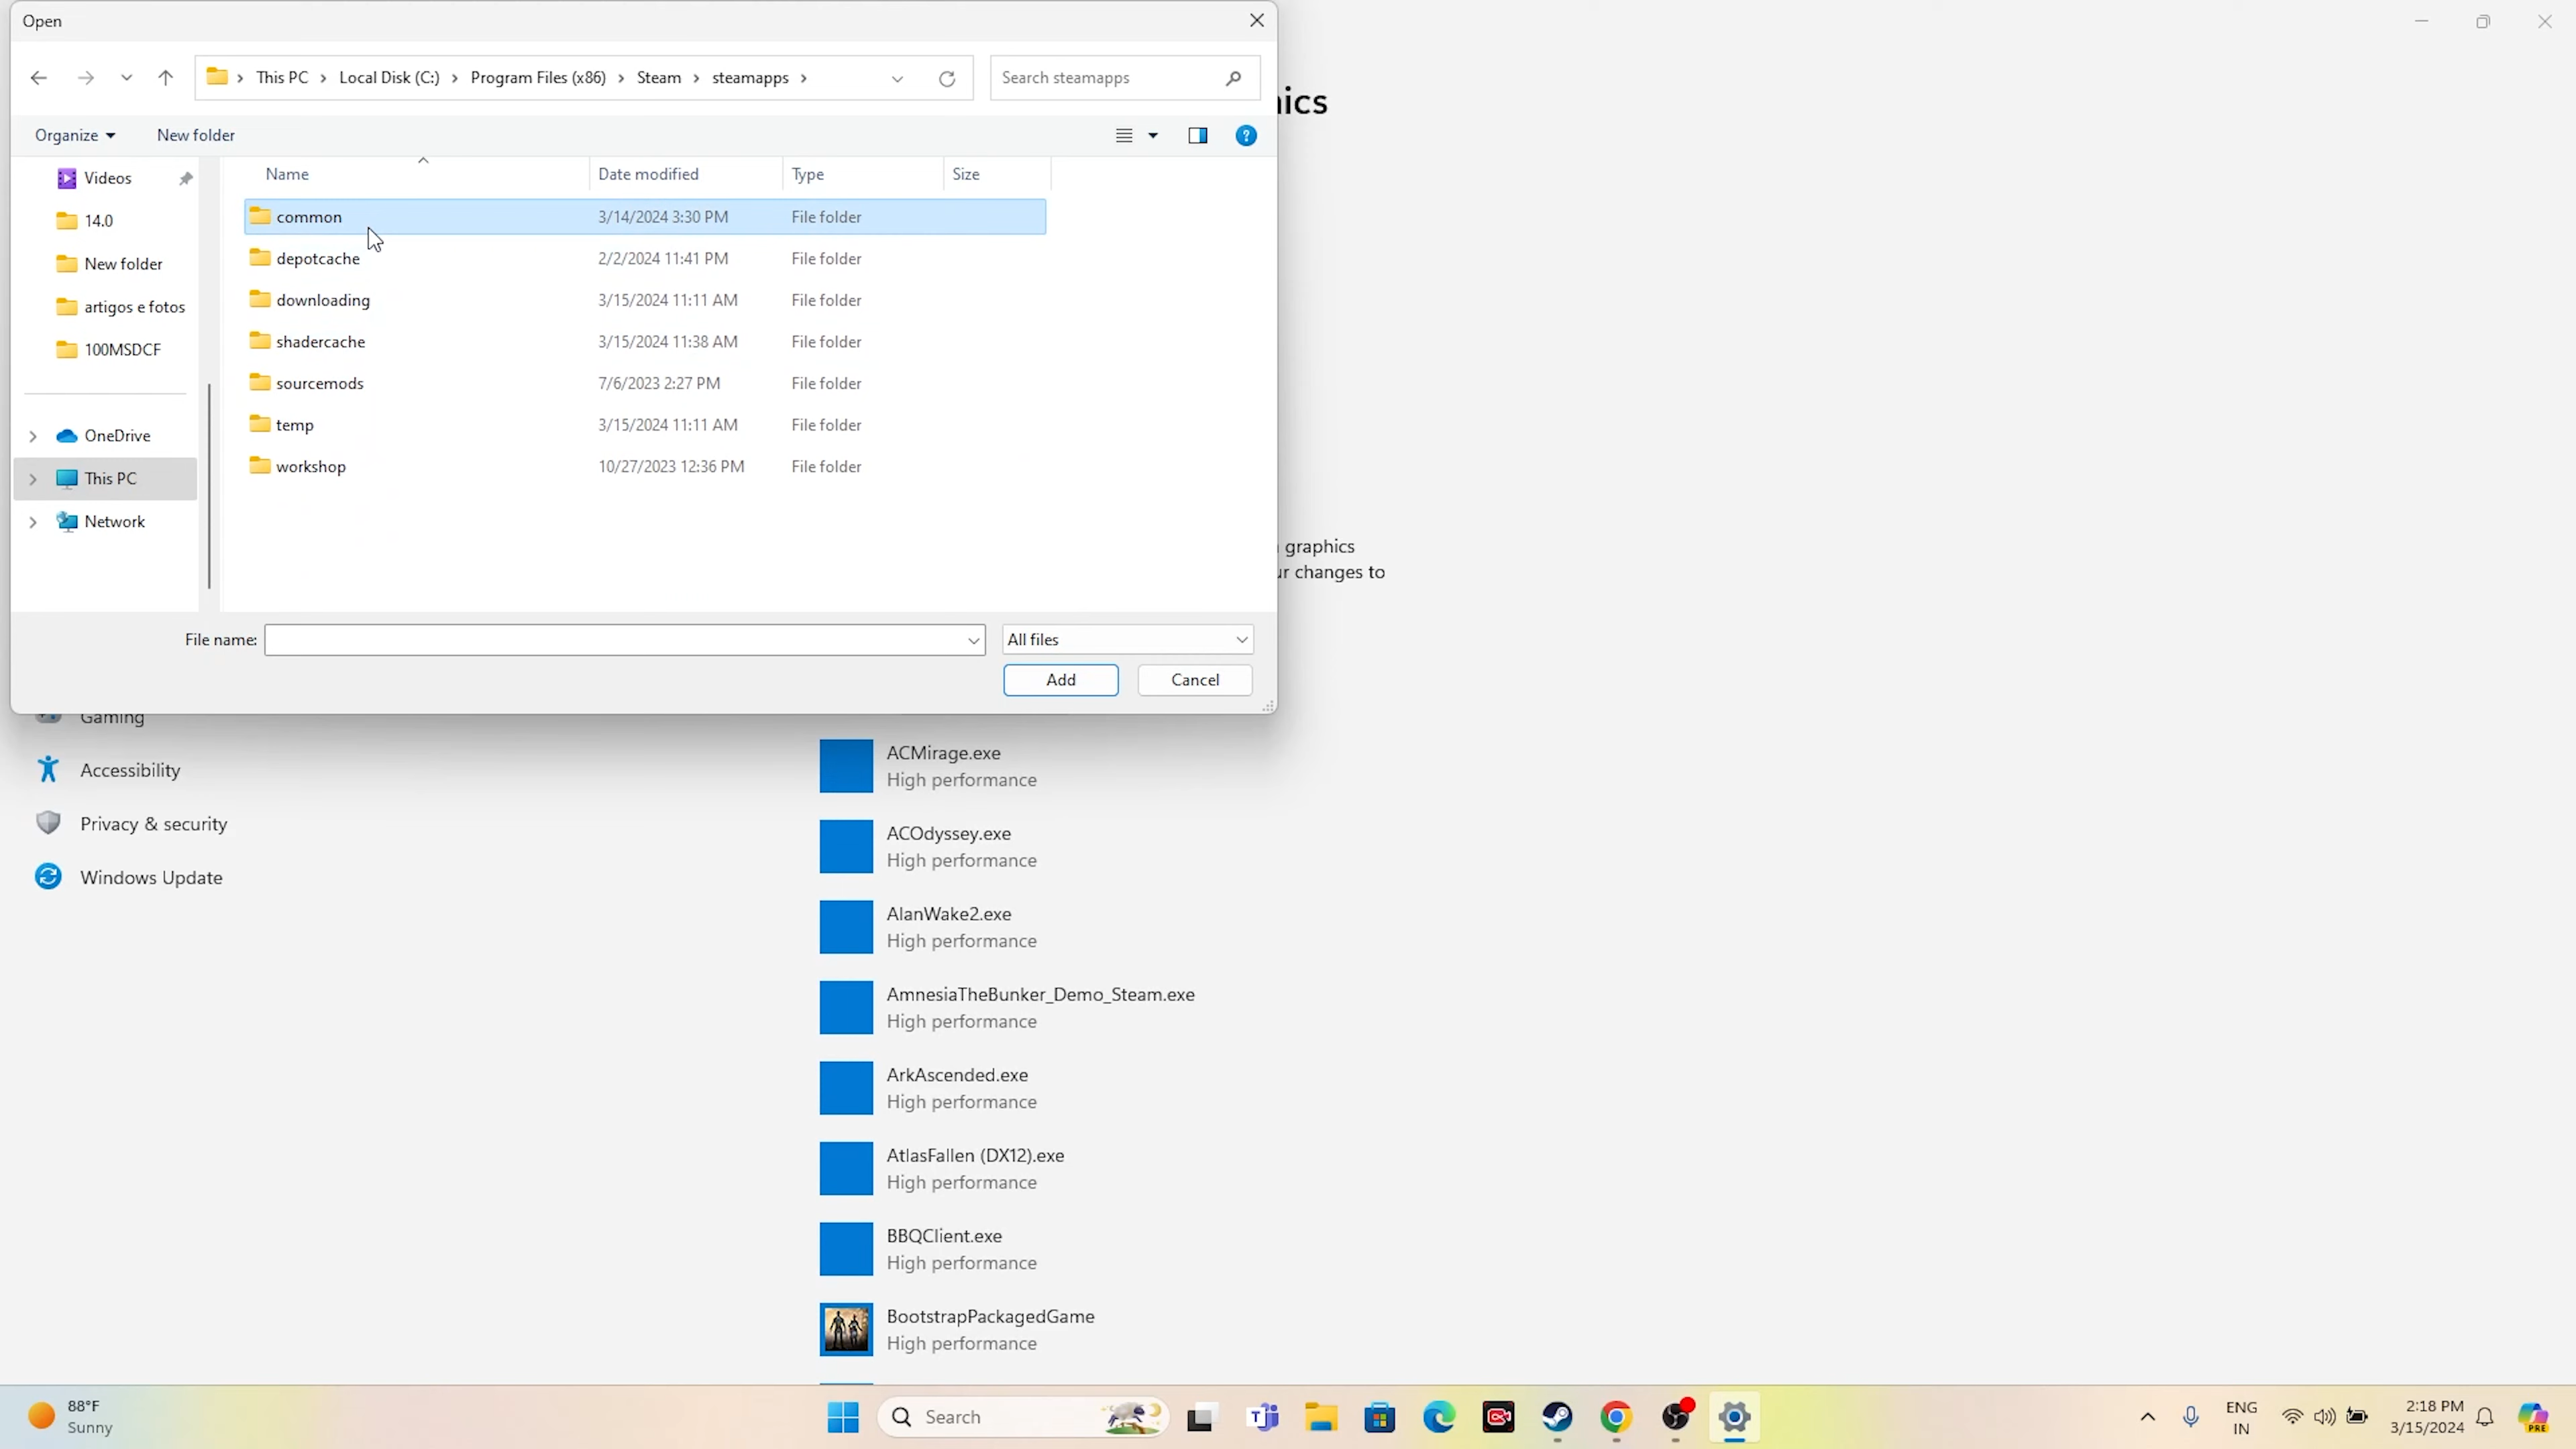 Open
This PC > Local Disk (C:) > Program Files (x86) > Steam > steamapps >
Search steamapps
Organize
New folder
Name
Date modified
Type
Size
Videos
14.0
New folder
artigos e fotos
100MSDCF
OneDrive
This PC
Network
common 3/14/2024 3:30 PM File folder
depotcache 2/2/2024 11:41 PM File folder
downloading 3/15/2024 11:11 AM File folder
shadercache 3/15/2024 11:38 AM File folder
sourcemods 7/6/2023 2:27 PM File folder
temp 3/15/2024 11:11 AM File folder
workshop 10/27/2023 12:36 PM File folder
File name:
All files
Add
Cancel
ics
graphics
ur changes to
Gaming
Accessibility
Privacy & security
Windows Update
ACMirage.exe
High performance
ACOdyssey.exe
High performance
AlanWake2.exe
High performance
AmnesiaTheBunker_Demo_Steam.exe
High performance
ArkAscended.exe
High performance
AtlasFallen (DX12).exe
High performance
BBQClient.exe
High performance
BootstrapPackagedGame
High performance
88°F
Sunny
Search
ENG
IN
2:18 PM
3/15/2024
PRE